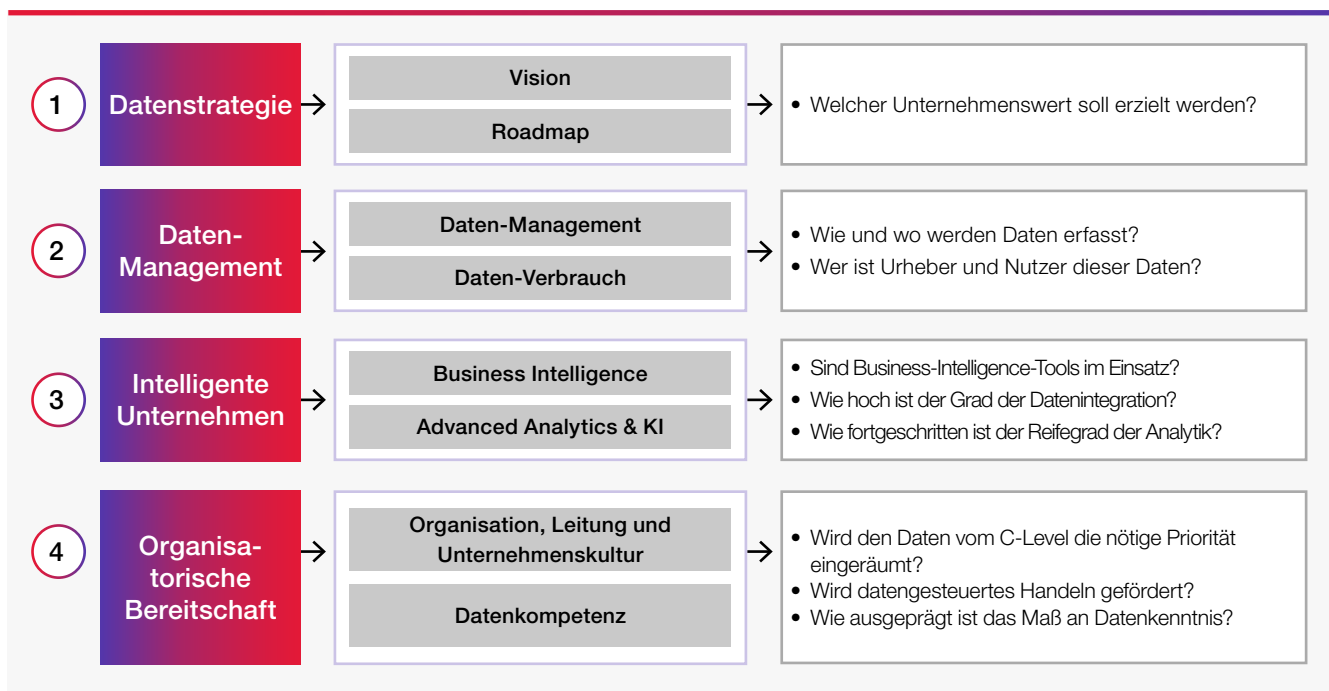 1
Datenstrategie
Vision
Roadmap
• Welcher Unternehmenswert soll erzielt werden?
2
Daten-
Management
Daten-Management
Daten-Verbrauch
• Wie und wo werden Daten erfasst?
• Wer ist Urheber und Nutzer dieser Daten?
3
Intelligente
Unternehmen
Business Intelligence
Advanced Analytics & KI
• Sind Business-Intelligence-Tools im Einsatz?
• Wie hoch ist der Grad der Datenintegration?
• Wie fortgeschritten ist der Reifegrad der Analytik?
4
Organisa-
torische
Bereitschaft
Organisation, Leitung und
Unternehmenskultur
Datenkompetenz
• Wird den Daten vom C-Level die nötige Priorität
eingeräumt?
• Wird datengesteuertes Handeln gefördert?
• Wie ausgeprägt ist das Maß an Datenkenntnis?